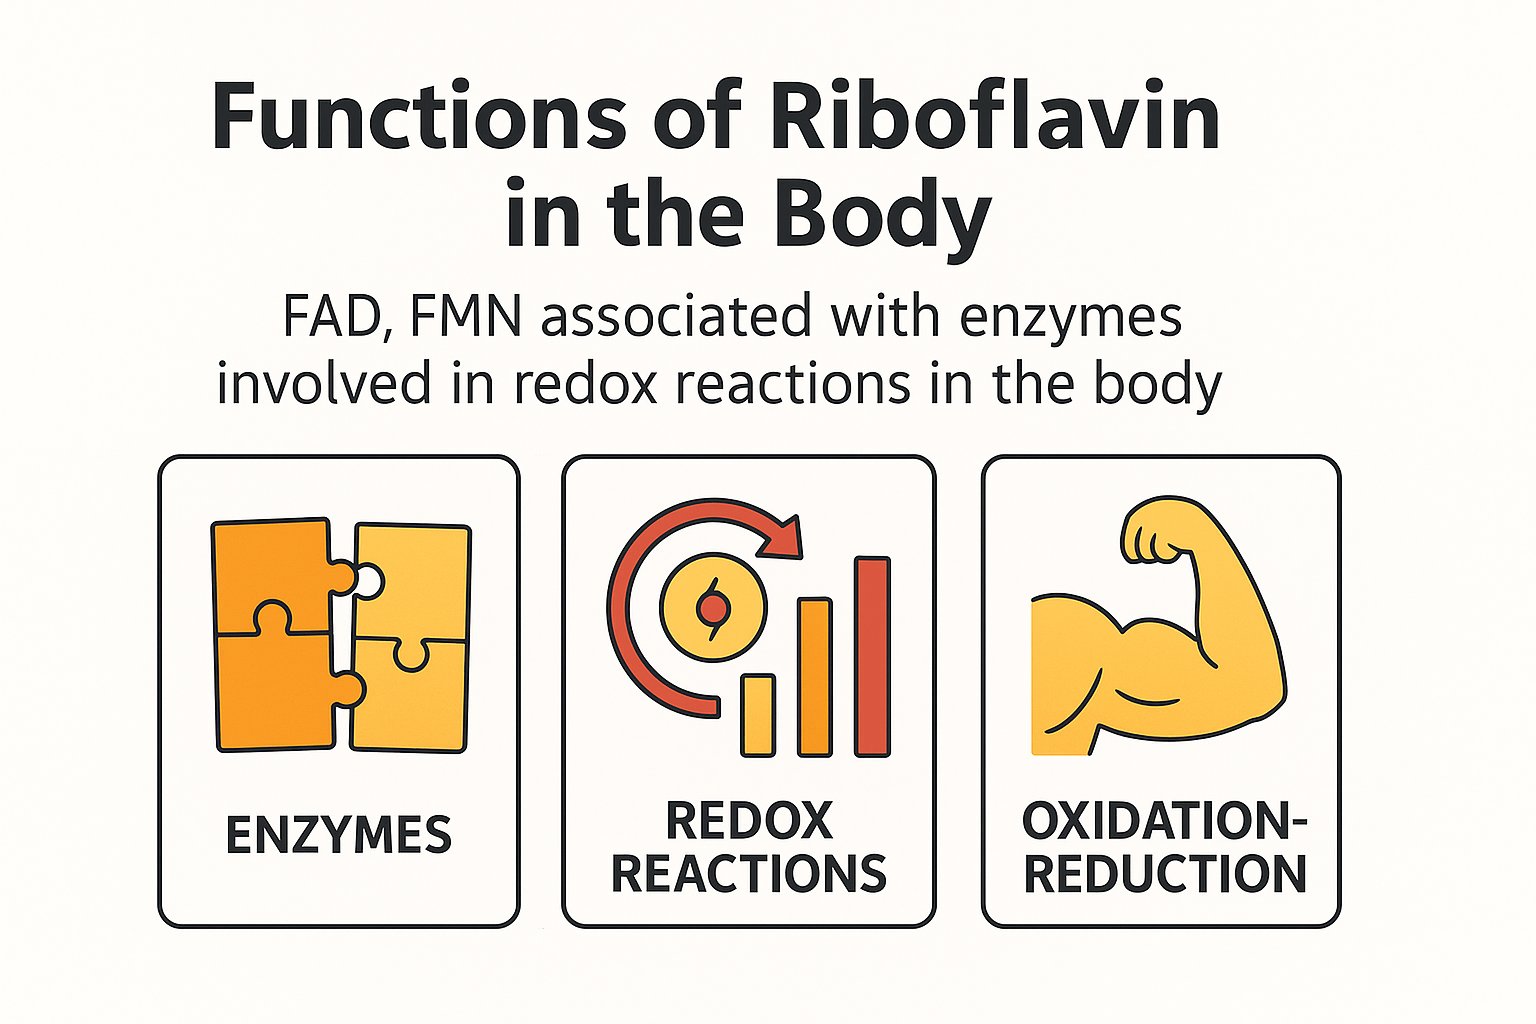 Functions of Riboflavin
in the Body
FAD, FMN associated with enzymes
involved in redox reactions in the body
ENZYMES
REDOX
REACTIONS
OXIDATION-
REDUCTION